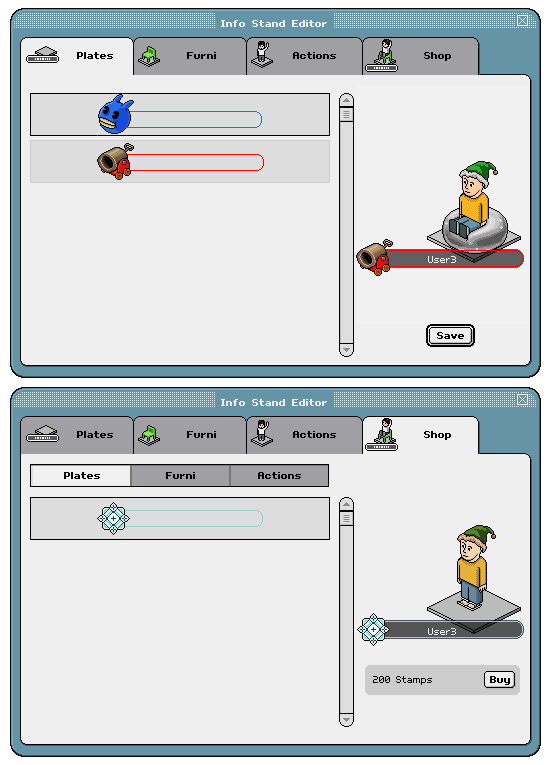 Info Stand Editor
Plates Furni Actions Shop
User3
Save
Info Stand Editor
Plates Furni Actions Shop
Plates Furni Actions
User3
200 Stamps Buy